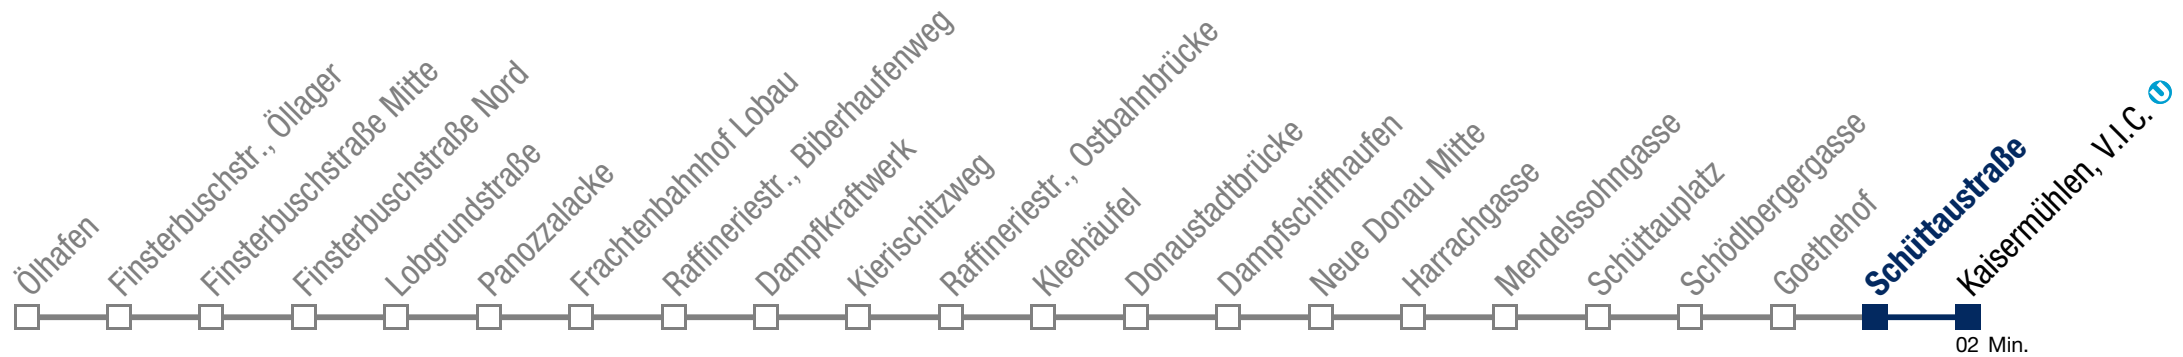 Ölhafen
Finsterbuschstr., Öllager
Finsterbuschstraße Mitte
Finsterbuschstraße Nord
Lobgrundstraße
Panozzalacke
Frachtenbahnhof Lobau
Raffineriestr., Biberhaufenweg
Dampfkraftwerk
Kierischitzweg
Raffineriestr., Ostbahnbrücke
Kleehäufel
Donaustadtbrücke
Dampfschiffhaufen
Neue Donau Mitte
Harrachgasse
Mendelssohngasse
Schüttauplatz
Schödlbergergasse
Goethehof
Schüttaustraße
Kaisermühlen, V.I.C. U
02 Min.